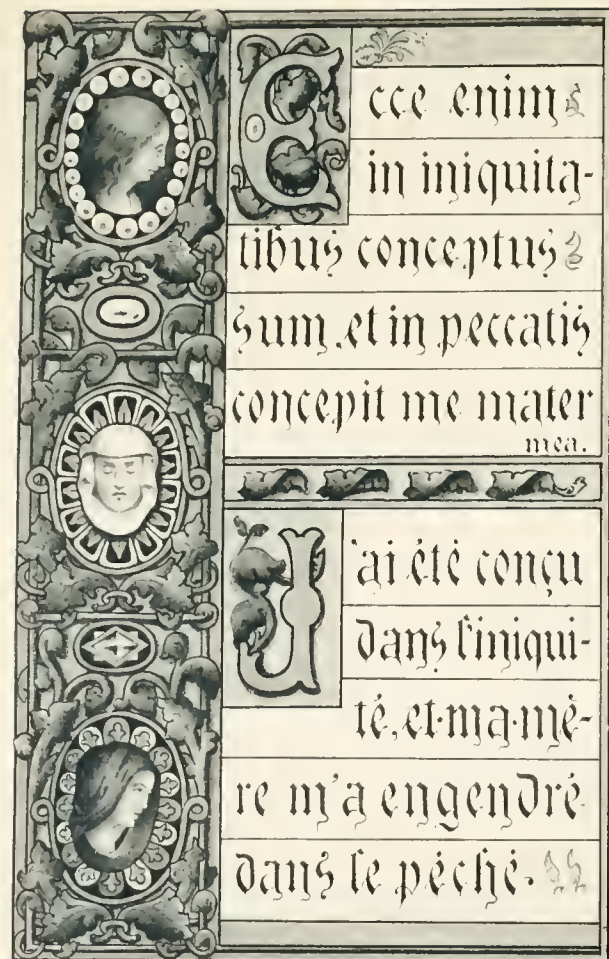 Ecce enim
in iniquita-
tibus conceptus
sum, et in peccatis
concepit me mater
mea.
J'ai été conçu
dans l'iniqui-
té, et ma mè-
re m'a engendré
dans le péché.